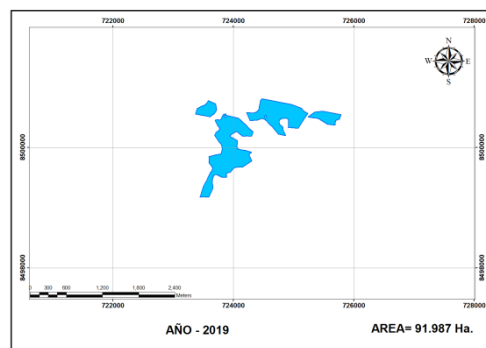 722000 724000 726000 728000
N
W E
S
8500000 8500000
8498000 8498000
0 300 600 1,200 1,800 2,400
Meters
722000 724000 726000 728000
AÑO - 2019 AREA= 91.987 Ha.